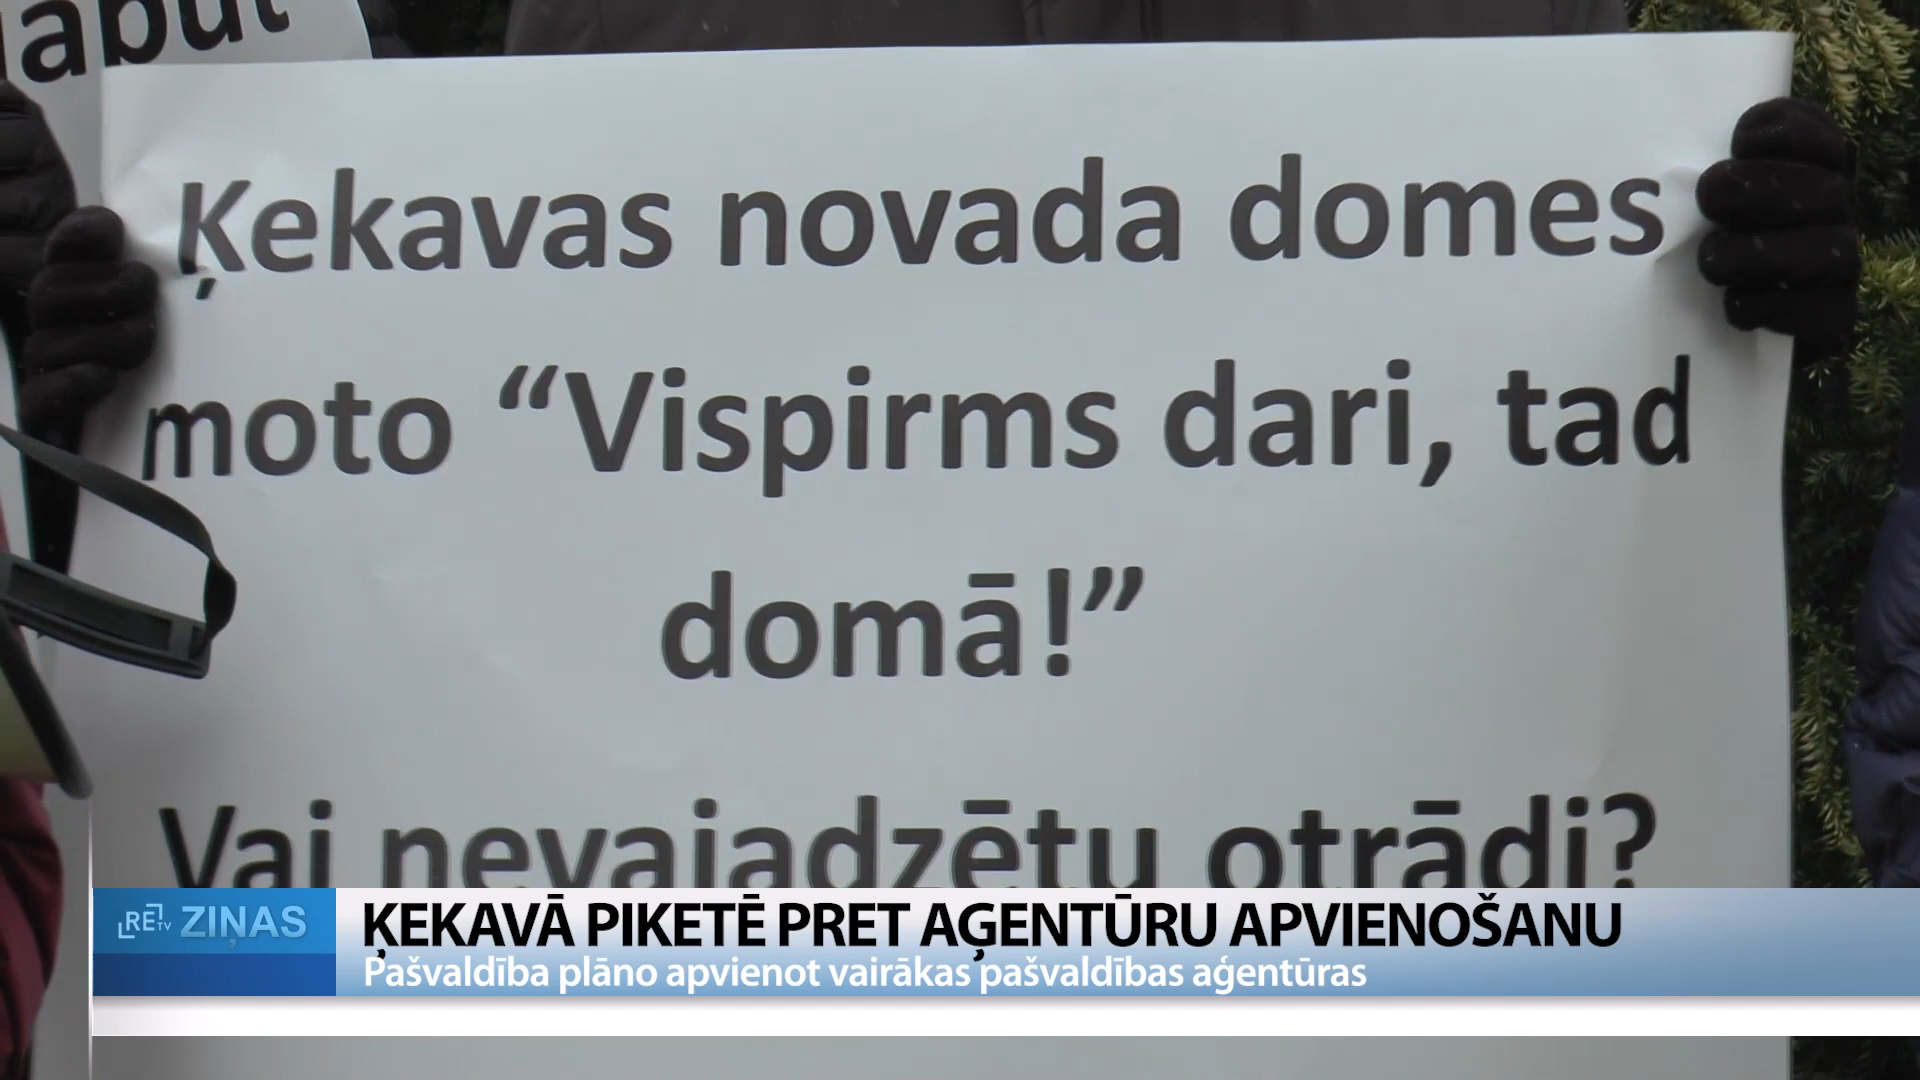 Ķekavas novada domes
moto “Vispirms dari, tad
domā!”
Vai nevajadzētu otrādi?
RE TV ZIŅAS
ĶEKAVĀ PIKETĒ PRET AĢENTŪRU APVIENOŠANU
Pašvaldība plāno apvienot vairākas pašvaldības aģentūras